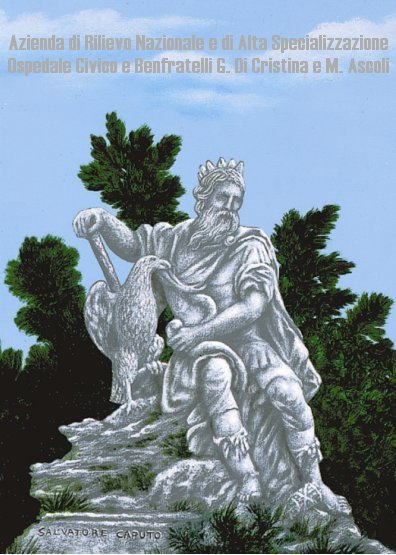 Azienda di Rilievo Nazionale e di Alta Specializzazione
Ospedale Civico e Benfratelli G. Di Cristina e M. Ascoli
SALVATORE CAPUTO